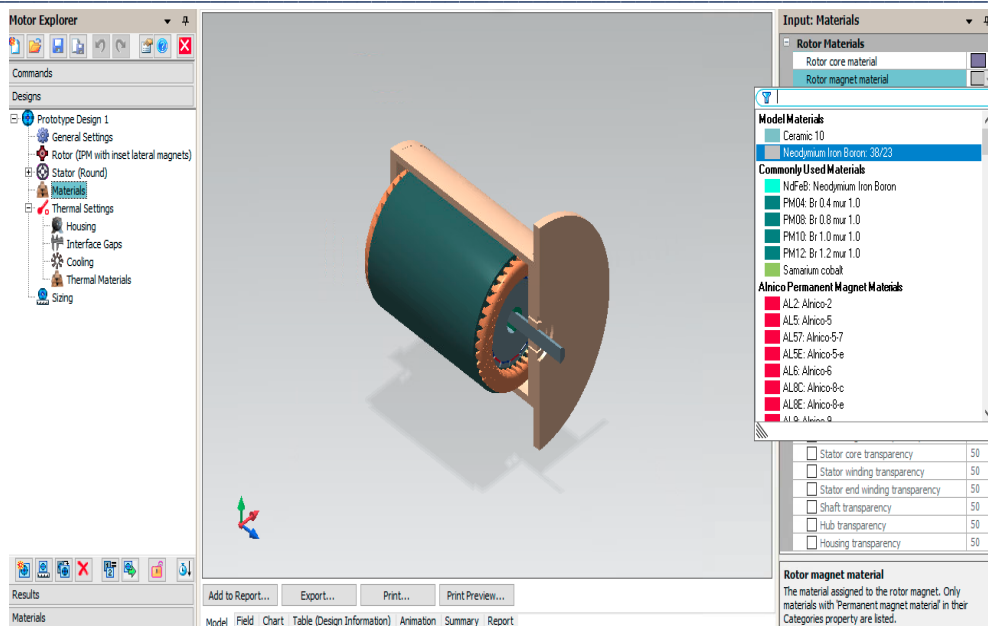 Motor Explorer
Commands
Designs
Prototype Design 1
General Settings
Rotor (IPM with inset lateral magnets)
Stator (Round)
Materials
Thermal Settings
Housing
Interface Gaps
Cooling
Thermal Materials
Sizing
Results
Materials
Add to Report...
Export...
Print...
Print Preview...
Model Field Chart Table (Design Information) Animation Summary Report
Input: Materials
Rotor Materials
Rotor core material
Rotor magnet material
Model Materials
Ceramic 10
Neodymium Iron Boron: 38/23
Commonly Used Materials
NdFeB: Neodymium Iron Boron
PM04: Br 0.4 mur 1.0
PM08: Br 0.8 mur 1.0
PM10: Br 1.0 mur 1.0
PM12: Br 1.2 mur 1.0
Samarium cobalt
Alnico Permanent Magnet Materials
AL2: Alnico-2
AL5: Alnico-5
AL57: Alnico-5-7
AL5E: Alnico-5-e
AL6: Alnico-6
AL8C: Alnico-8-c
AL8E: Alnico-8-e
AL9: Alnico-9
Stator core transparency 50
Stator winding transparency 50
Stator end winding transparency 50
Shaft transparency 50
Hub transparency 50
Housing transparency 50
Rotor magnet material
The material assigned to the rotor magnet. Only
materials with 'Permanent magnet material' in their
Categories property are listed.